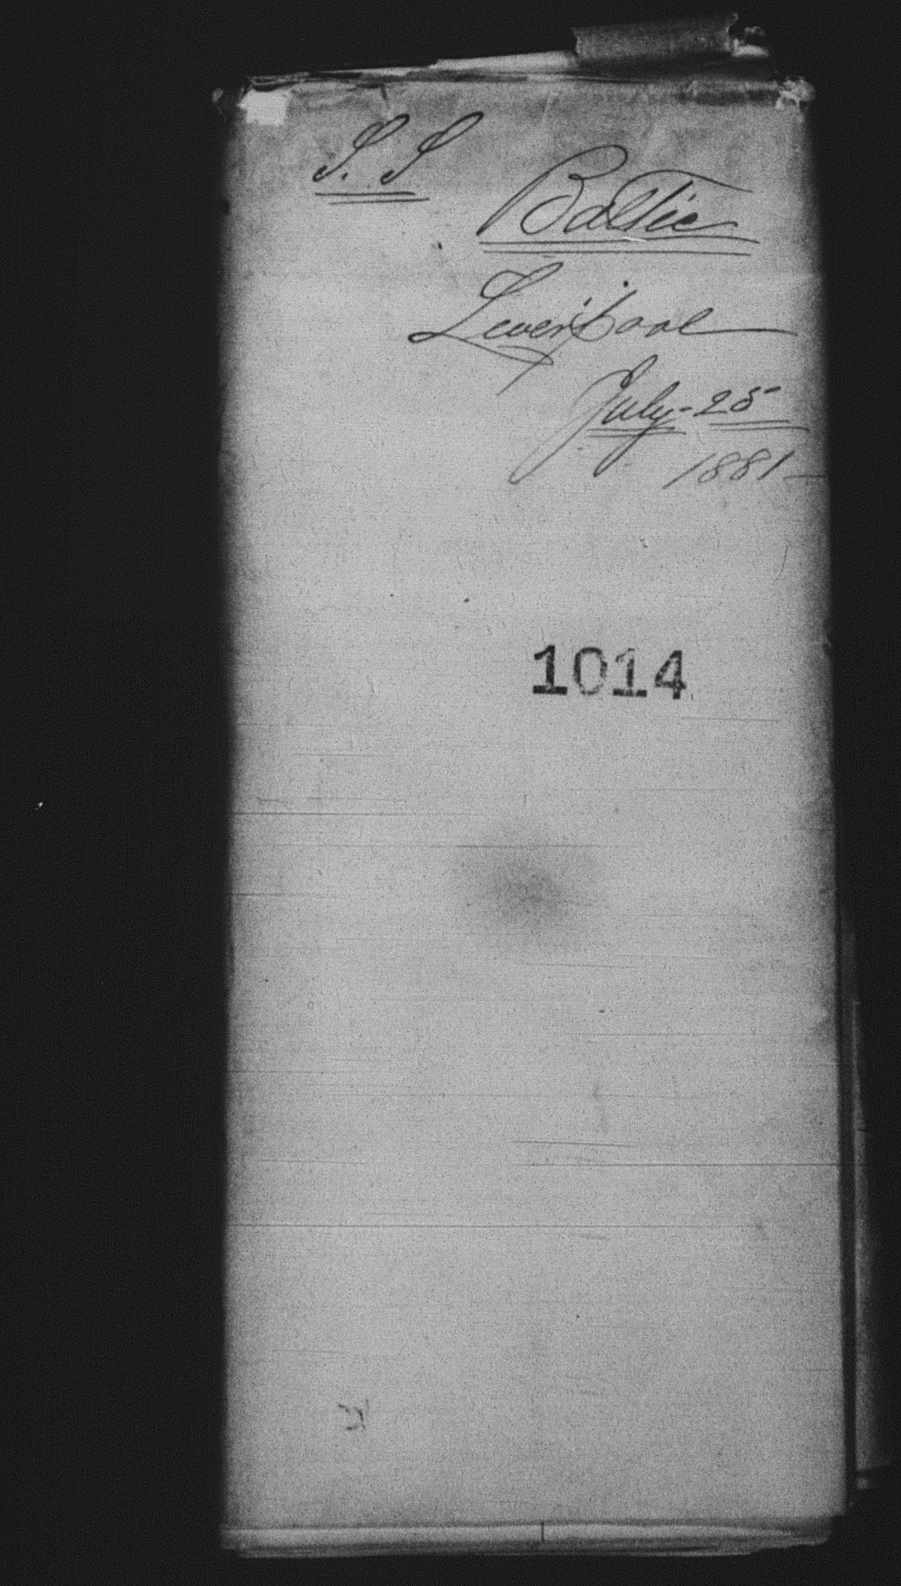 S. S
Baltic
Liverpool
July-25
1881-
1014